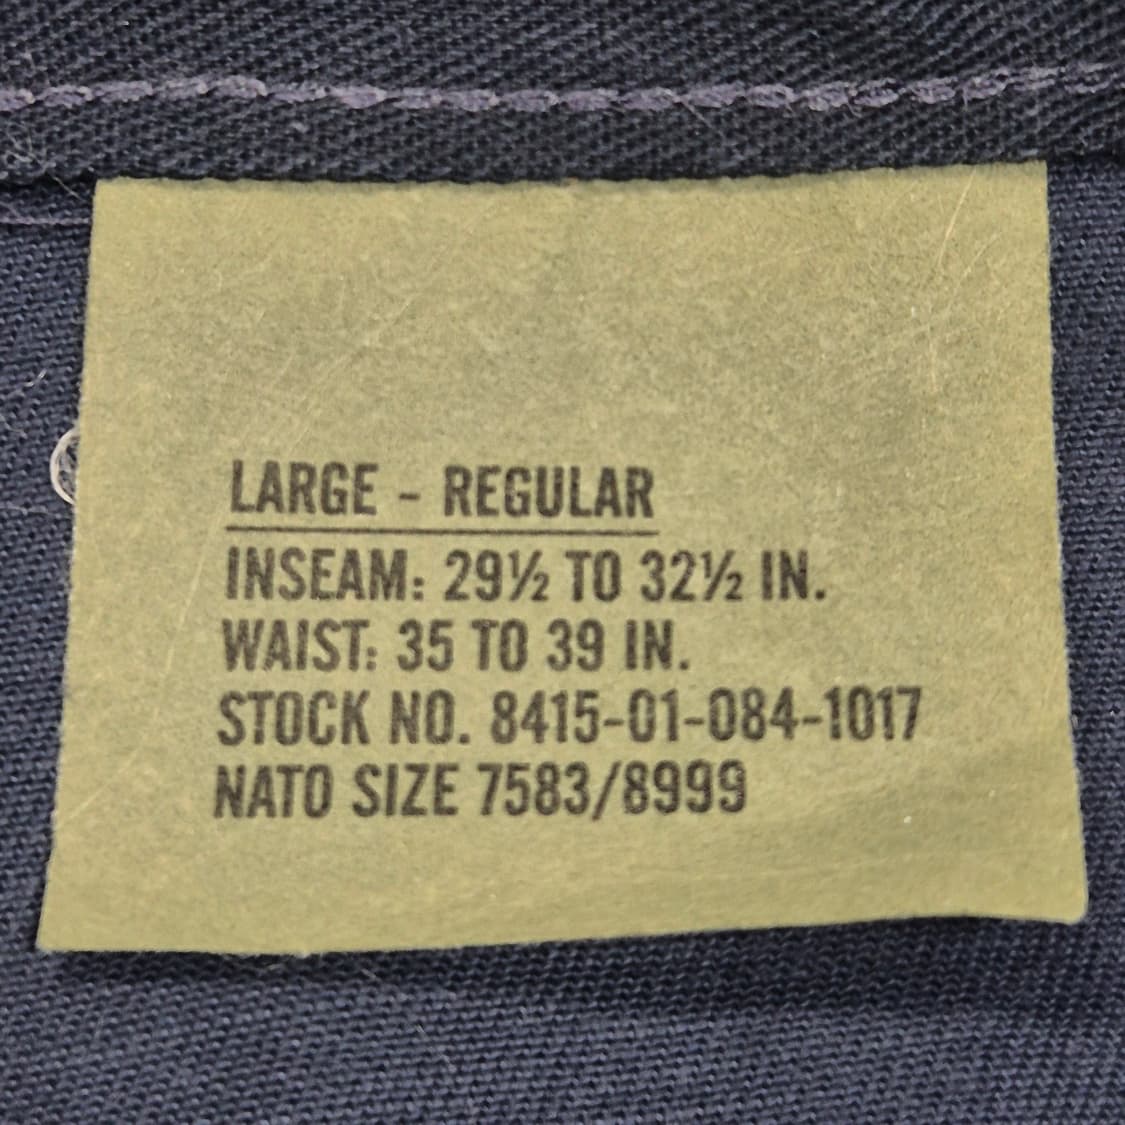 LARGE - REGULAR
INSEAM: 29½ TO 32½ IN.
WAIST: 35 TO 39 IN.
STOCK NO. 8415-01-084-1017
NATO SIZE 7583/8999